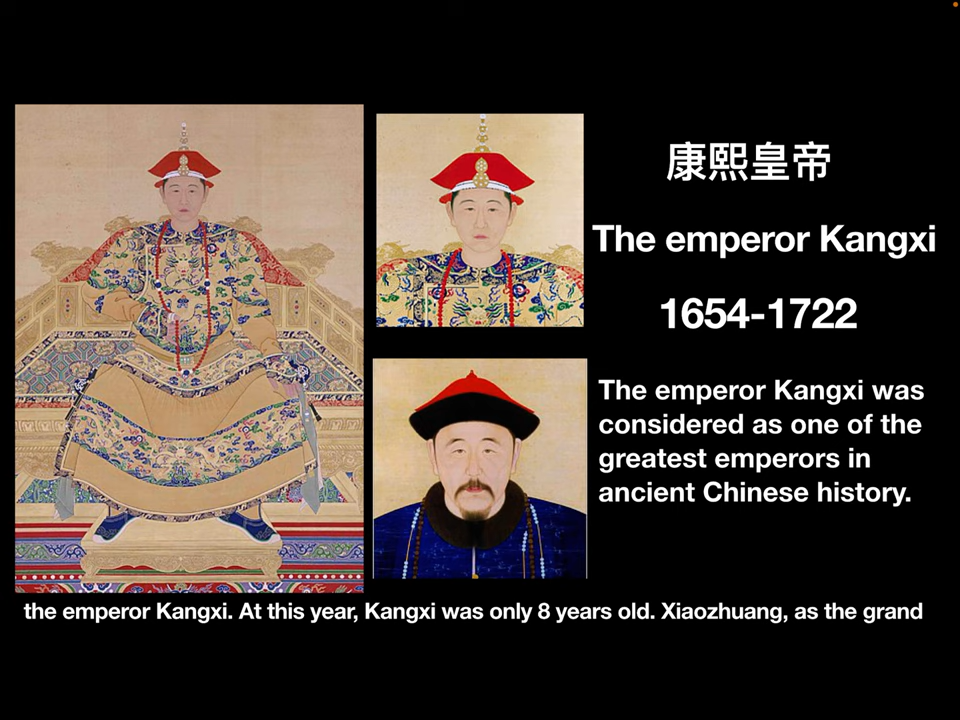 康熙皇帝
The emperor Kangxi
1654-1722
The emperor Kangxi was
considered as one of the
greatest emperors in
ancient Chinese history.
the emperor Kangxi. At this year, Kangxi was only 8 years old. Xiaozhuang, as the grand